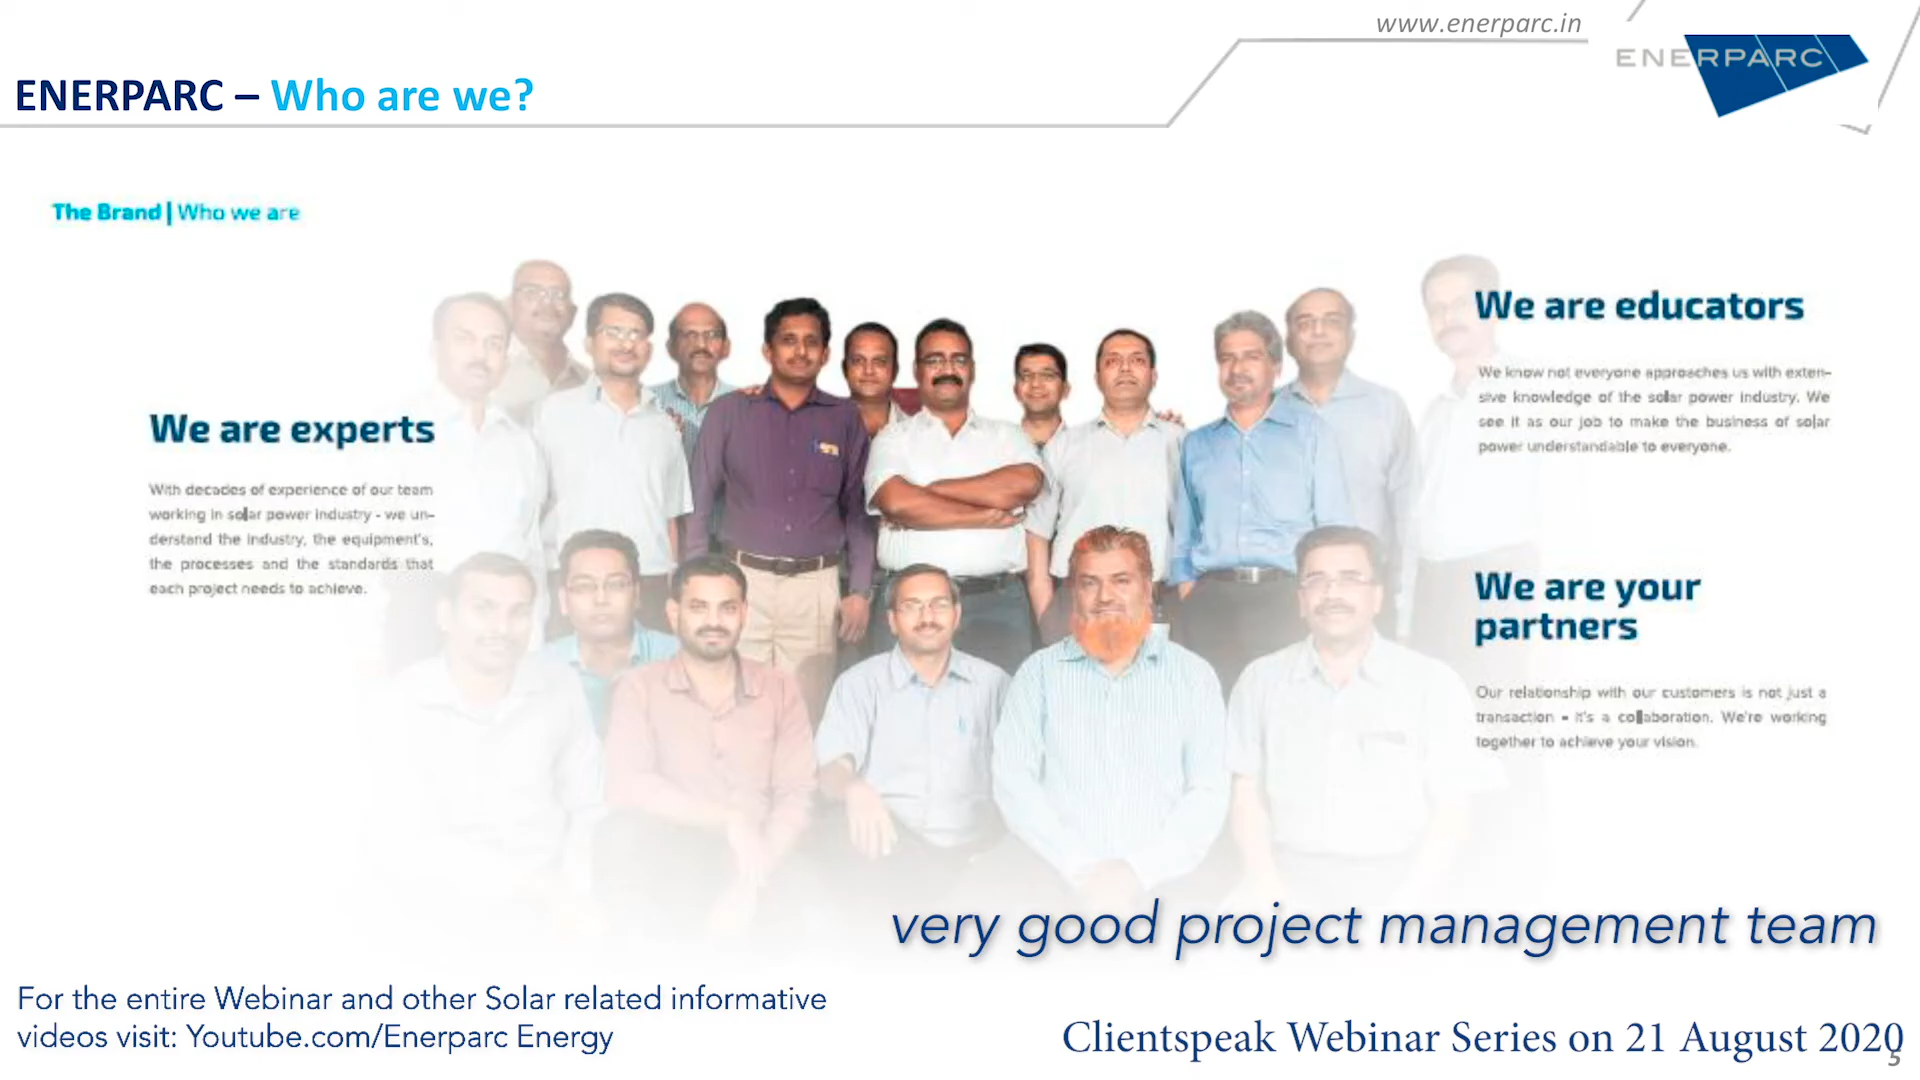 www.enerparc.in
ENERPARC
ENERPARC – Who are we?
The Brand | Who we are
We are experts
With decades of experience of our team
working in solar power industry - we un-
derstand the industry, the equipment's,
the processes and the standards that
each project needs to achieve.
We are educators
We know not everyone approaches us with exten-
sive knowledge of the solar power industry. We
see it as our job to make the business of solar
power understandable to everyone.
We are your
partners
Our relationship with our customers is not just a
transaction - it's a collaboration. We're working
together to achieve your vision.
very good project management team
For the entire Webinar and other Solar related informative
videos visit: Youtube.com/Enerparc Energy
Clientspeak Webinar Series on 21 August 2020
5